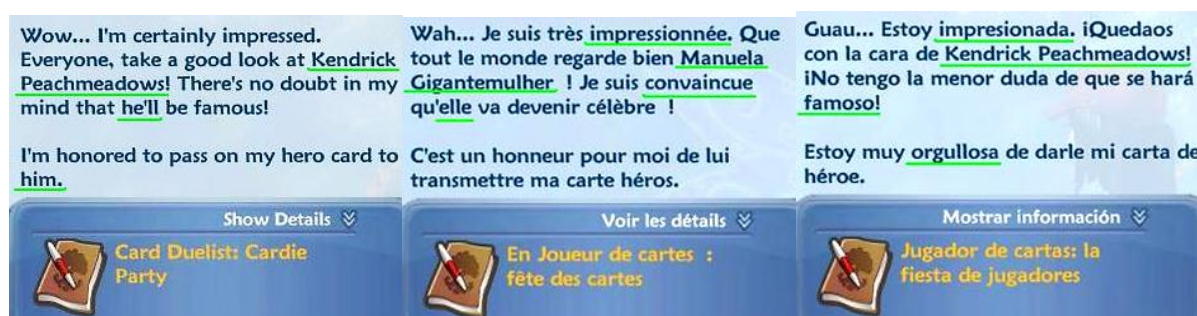 Wow... I'm certainly impressed.
Everyone, take a good look at Kendrick
Peachmeadows! There's no doubt in my
mind that he'll be famous!
I'm honored to pass on my hero card to
him.
Show Details
Card Duelist: Cardie
Party
Wah... Je suis très impressionnée. Que
tout le monde regarde bien Manuela
Gigantemulher ! Je suis convaincue
qu'elle va devenir célèbre !
C'est un honneur pour moi de lui
transmettre ma carte héros.
Voir les détails
En Joueur de cartes :
fête des cartes
Guau... Estoy impresionada. ¡Quedaos
con la cara de Kendrick Peachmeadows!
¡No tengo la menor duda de que se hará
famoso!
Estoy muy orgullosa de darle mi carta de
héroe.
Mostrar información
Jugador de cartas: la
fiesta de jugadores